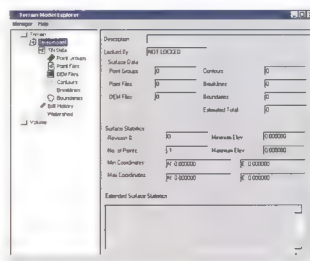 Terrain Model Explorer
Manager Help
Terrain
TIN Data
Point Groups
Point Files
DEM Files
Contours
Breaklines
Boundaries
Edit History
Watershed
Volume
Description
Locked By NOT LOCKED
Surface Data
Point Groups 0 Contours 0
Point Files 0 Breaklines 0
DEM Files 0 Boundaries 0
Estimated Total 0
Surface Statistics
Revision # 0 Minimum Elev 0.000000
No. of Points 1 Maximum Elev 0.000000
Min Coordinates N: 0.000000 E: 0.000000
Max Coordinates N: 0.000000 E: 0.000000
Extended Surface Statistics